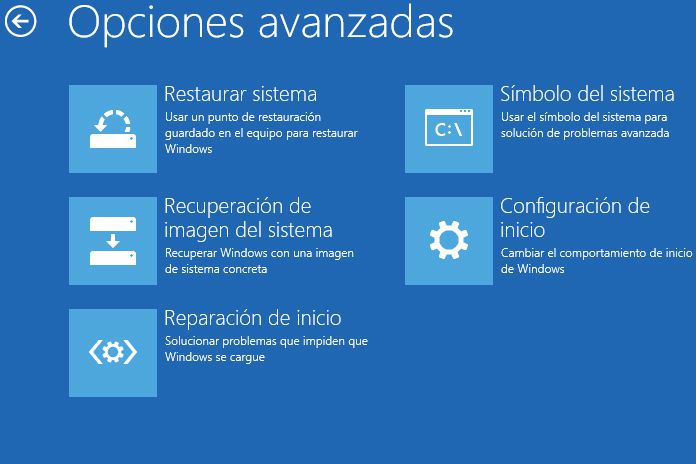 Opciones avanzadas
Restaurar sistema
Usar un punto de restauración
guardado en el equipo para restaurar
Windows
Recuperación de
imagen del sistema
Recuperar Windows con una imagen
de sistema concreta
Reparación de inicio
Solucionar problemas que impiden que
Windows se cargue
C:\
Símbolo del sistema
Usar el símbolo del sistema para
solución de problemas avanzada
Configuración de
inicio
Cambiar el comportamiento de inicio
de Windows